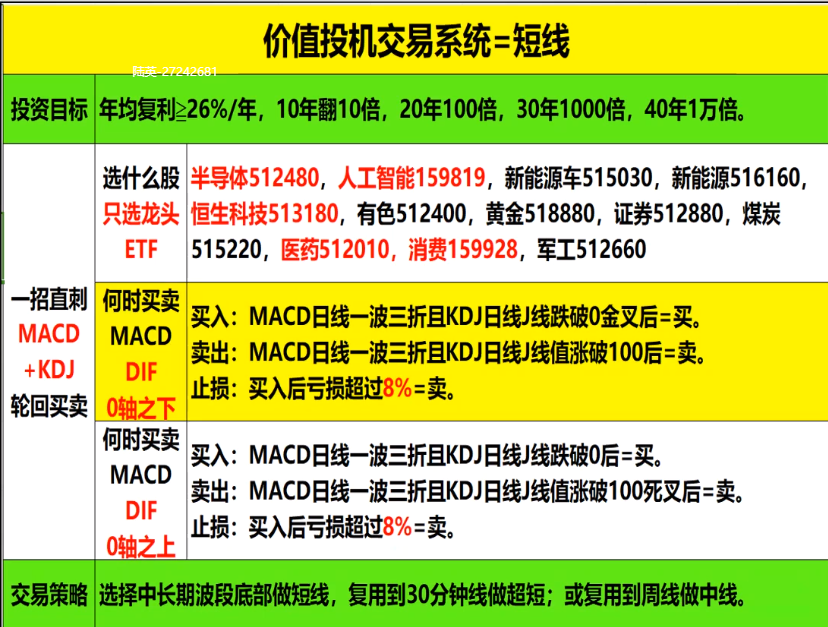 价值投机交易系统=短线
陆英-27242681
投资目标
年均复利≧26%/年，10年翻10倍，20年100倍，30年1000倍，40年1万倍。
一招直刺
MACD
+KDJ
轮回买卖
选什么股
只选龙头
ETF
半导体512480，人工智能159819，新能源车515030，新能源516160，
恒生科技513180，有色512400，黄金518880，证券512880，煤炭
515220，医药512010，消费159928，军工512660
何时买卖
MACD
DIF
0轴之下
买入：MACD日线一波三折且KDJ日线J线跌破0金叉后=买。
卖出：MACD日线一波三折且KDJ日线J线值涨破100后=卖。
止损：买入后亏损超过8%=卖。
何时买卖
MACD
DIF
0轴之上
买入：MACD日线一波三折且KDJ日线J线跌破0后=买。
卖出：MACD日线一波三折且KDJ日线J线值涨破100死叉后=卖。
止损：买入后亏损超过8%=卖。
交易策略
选择中长期波段底部做短线，复用到30分钟线做超短；或复用到周线做中线。